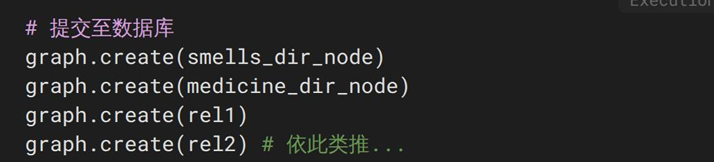 Execution
# 提交至数据库
graph.create(smells_dir_node)
graph.create(medicine_dir_node)
graph.create(rel1)
graph.create(rel2) # 依此类推...